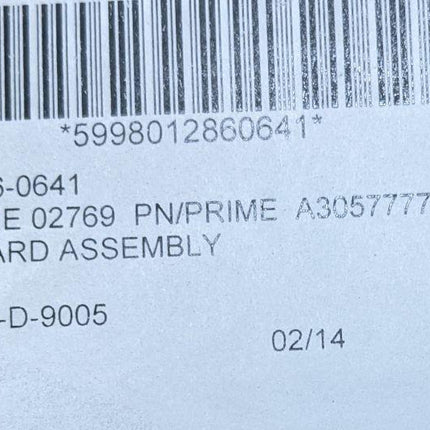 *5998012860641*
6-0641
E 02769 PN/PRIME A3057777
ARD ASSEMBLY
-D-9005
02/14